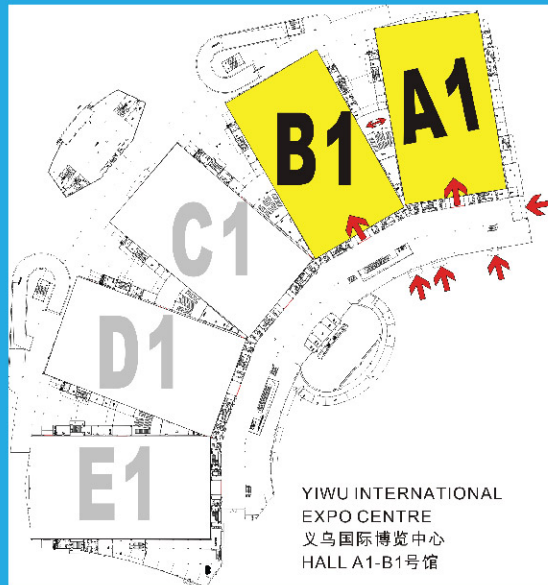 A1
B1
C1
D1
E1
YIWU INTERNATIONAL
EXPO CENTRE
义乌国际博览中心
HALL A1-B1号馆